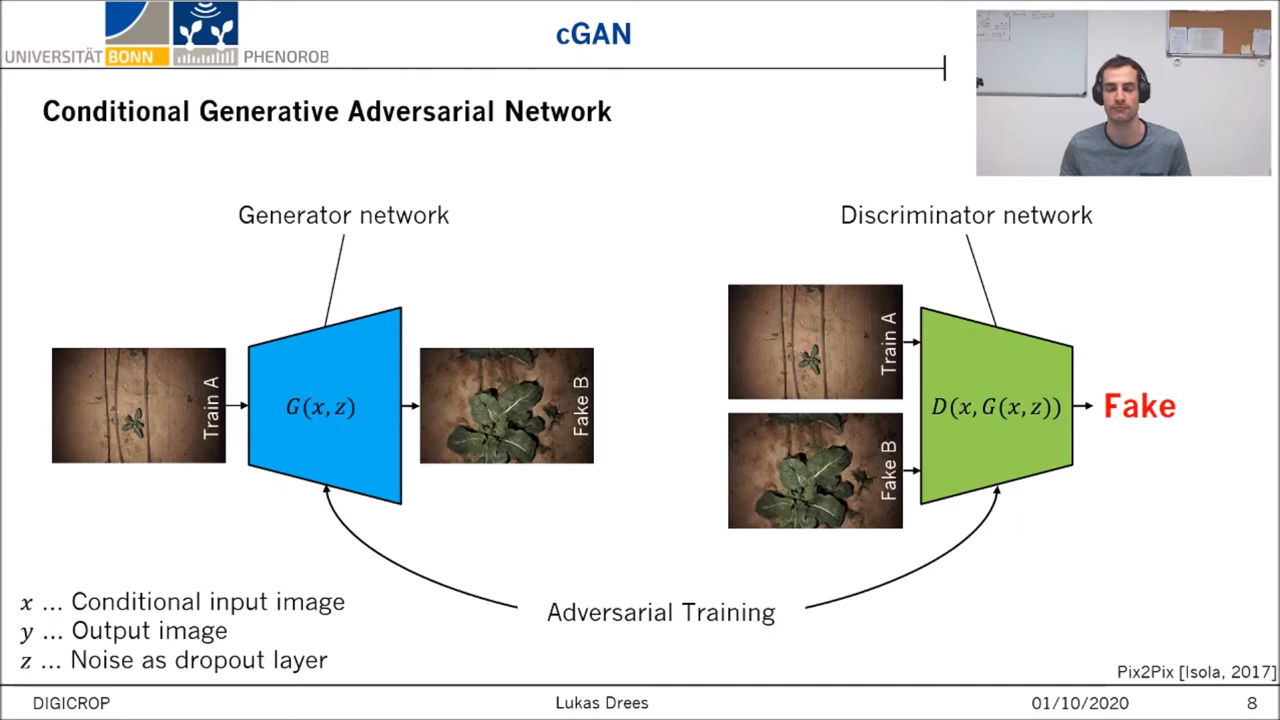 UNIVERSITÄT BONN
PHENOROB
cGAN
Conditional Generative Adversarial Network
Generator network
Discriminator network
Train A
G(x,z)
Fake B
Train A
Fake B
D(x,G(x,z))
Fake
Adversarial Training
x ... Conditional input image
y ... Output image
z ... Noise as dropout layer
Pix2Pix [Isola, 2017]
DIGICROP
Lukas Drees
01/10/2020
8